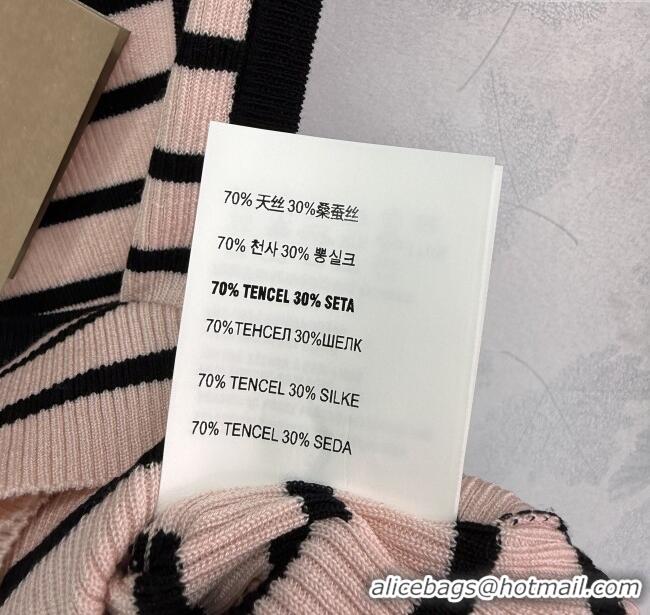 70% 天丝 30%桑蚕丝
70% 천사 30% 뽕실크
70% TENCEL 30% SETA
70%ТЕНСЕЛ 30%ШЕЛК
70% TENCEL 30% SILKE
70% TENCEL 30% SEDA
alicebags@hotmail.com